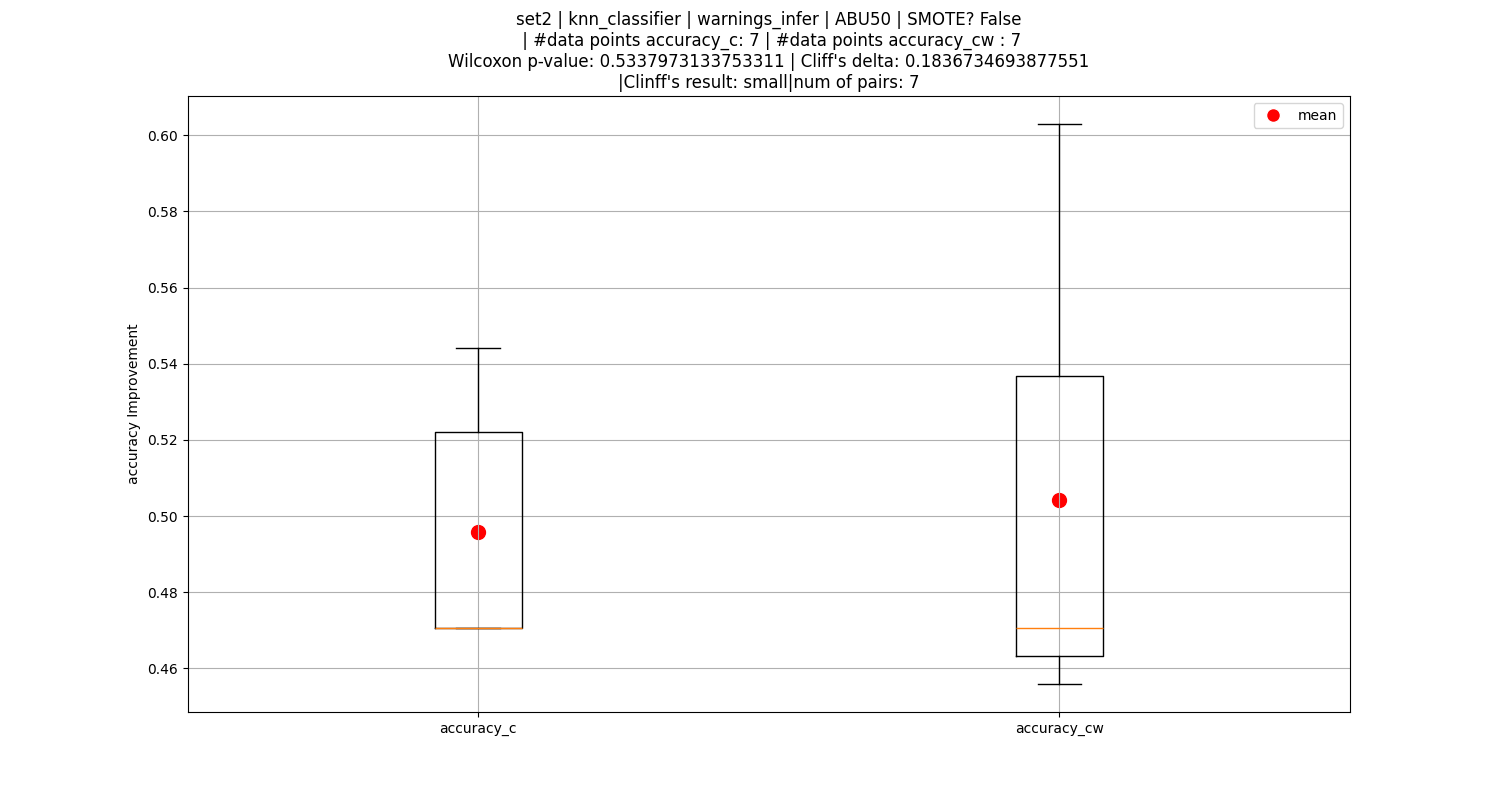 set2 | knn_classifier | warnings_infer | ABU50 | SMOTE? False
| #data points accuracy_c: 7 | #data points accuracy_cw : 7
Wilcoxon p-value: 0.5337973133753311 | Cliff's delta: 0.1836734693877551
|Clinff's result: small|num of pairs: 7
mean
0.60
0.58
0.56
0.54
0.52
0.50
0.48
0.46
accuracy Improvement
accuracy_c
accuracy_cw